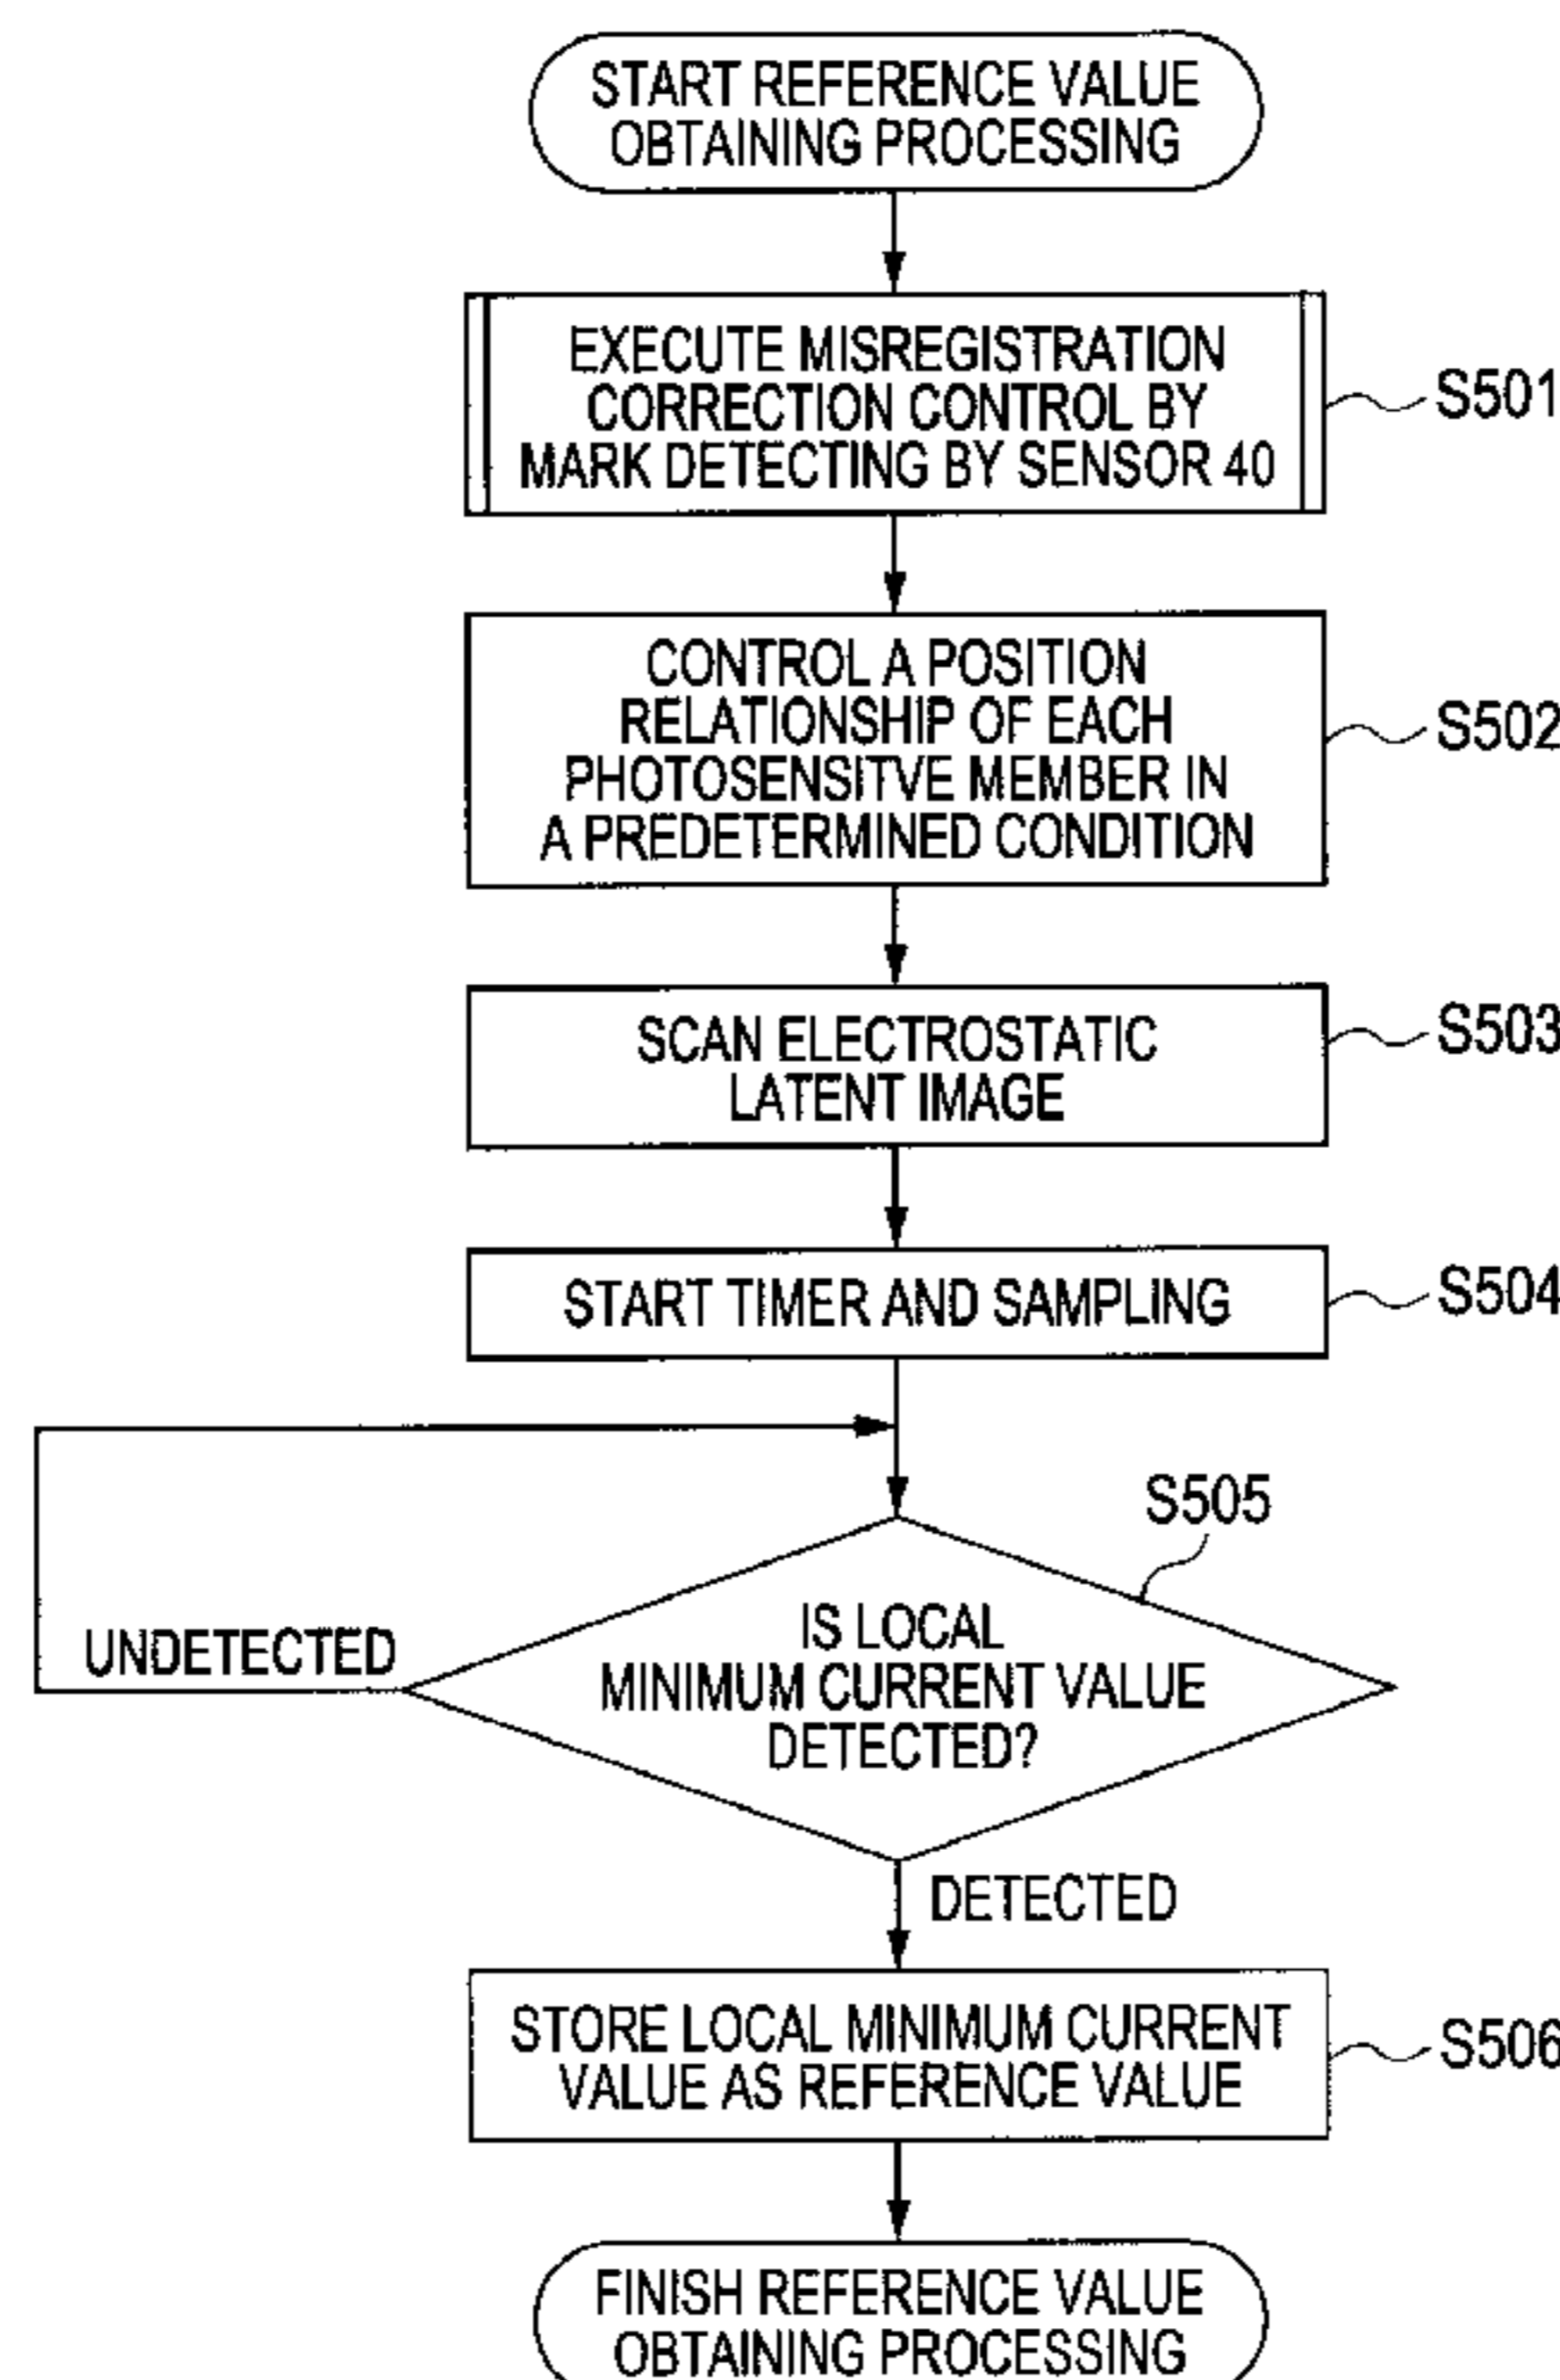 START REFERENCE VALUE
OBTAINING PROCESSING
EXECUTE MISREGISTRATION
CORRECTION CONTROL BY
MARK DETECTING BY SENSOR 40
S501
CONTROL A POSITION
RELATIONSHIP OF EACH
PHOTOSENSITVE MEMBER IN
A PREDETERMINED CONDITION
S502
SCAN ELECTROSTATIC
LATENT IMAGE
S503
START TIMER AND SAMPLING
S504
S505
IS LOCAL
MINIMUM CURRENT VALUE
DETECTED?
UNDETECTED
DETECTED
STORE LOCAL MINIMUM CURRENT
VALUE AS REFERENCE VALUE
S506
FINISH REFERENCE VALUE
OBTAINING PROCESSING